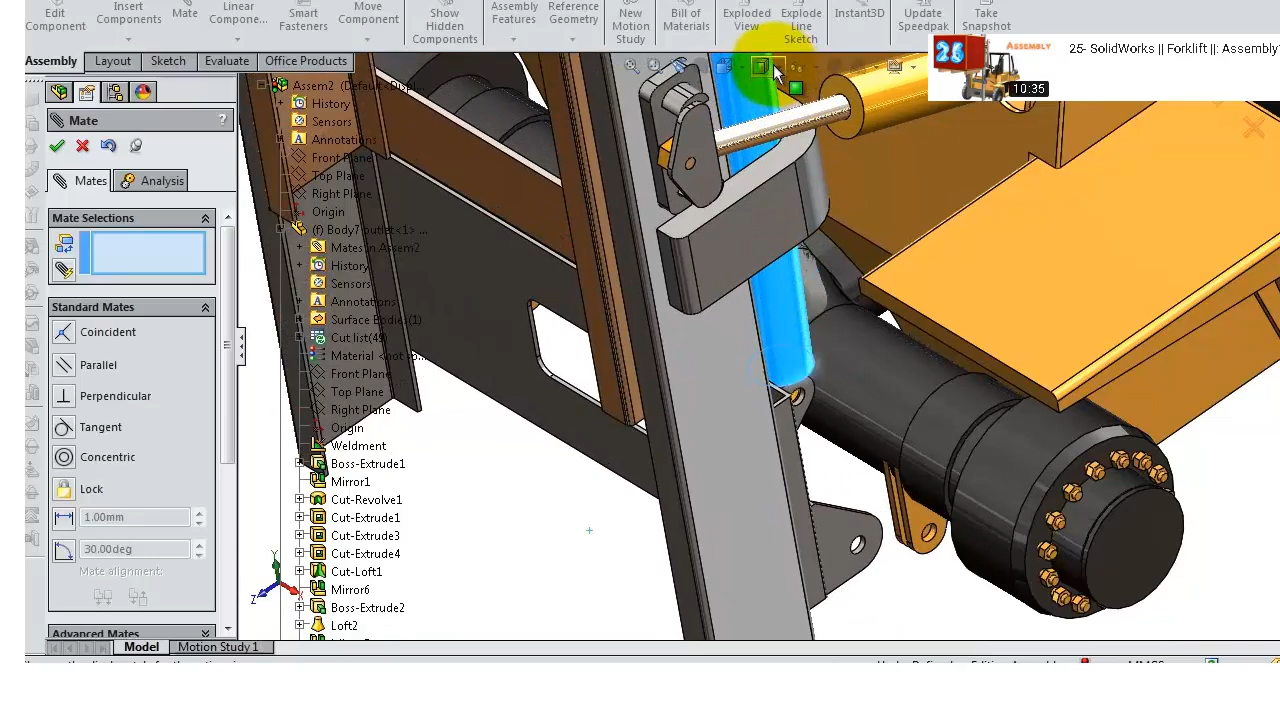 Edit Component
Insert Components
Mate
Linear Compone...
Smart Fasteners
Move Component
Show Hidden Components
Assembly Features
Reference Geometry
New Motion Study
Bill of Materials
Exploded View
Explode Line Sketch
Instant3D
Update Speedpak
Take Snapshot
25
ASSEMBLY
25- SolidWorks || Forklift ||: Assembly
10:35
Assembly
Layout
Sketch
Evaluate
Office Products
Mate
?
Mates
Analysis
Mate Selections
Standard Mates
Coincident
Parallel
Perpendicular
Tangent
Concentric
Lock
1.00mm
30.00deg
Mate alignment:
Advanced Mates
History
Sensors
Annotations
Front Plane
Top Plane
Right Plane
Origin
(f) Body7 outlet<1> ...
Mates in Assem2
History
Sensors
Annotations
Surface Bodies(1)
Front Plane
Top Plane
Right Plane
Origin
Weldment
Boss-Extrude1
Mirror1
Cut-Revolve1
Cut-Extrude1
Cut-Extrude3
Cut-Extrude4
Cut-Loft1
Mirror6
Boss-Extrude2
Loft2
Y
Z
X
Model
Motion Study 1